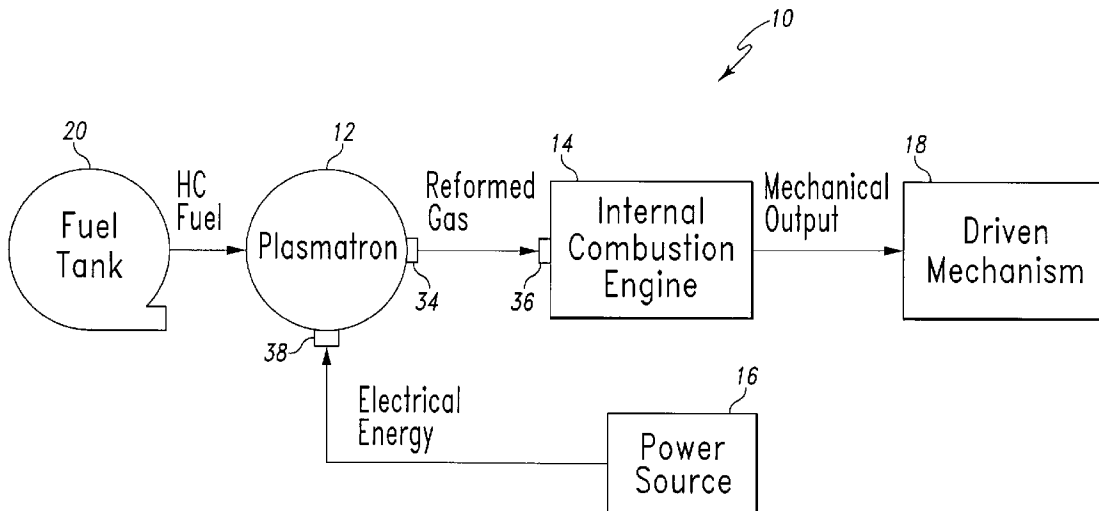 10
20
12
14
18
HC
Fuel
Reformed
Gas
Mechanical
Output
Fuel
Tank
Plasmatron
Internal
Combustion
Engine
Driven
Mechanism
34
36
38
Electrical
Energy
16
Power
Source